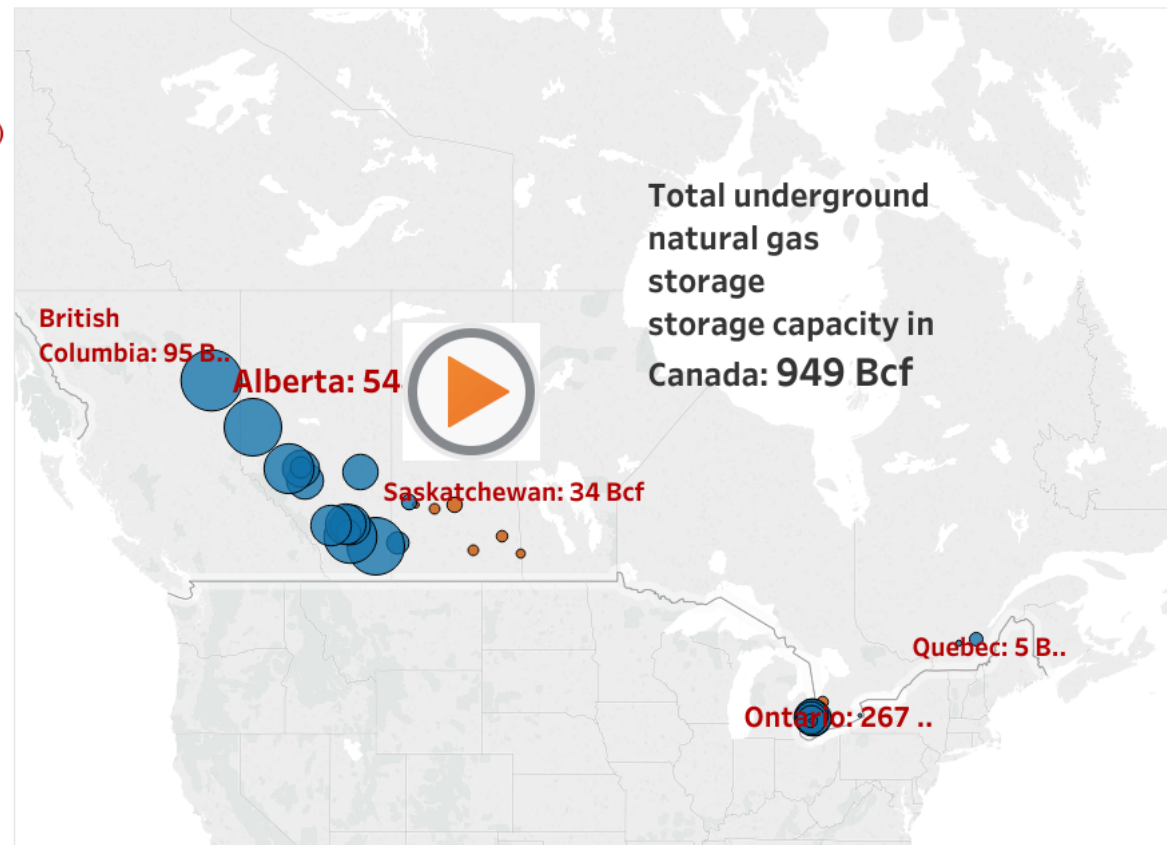 Total underground
natural gas
storage
storage capacity in
Canada: 949 Bcf
British
Columbia: 95 B..
Alberta: 54
Saskatchewan: 34 Bcf
Quebec: 5 B..
Ontario: 267 ..